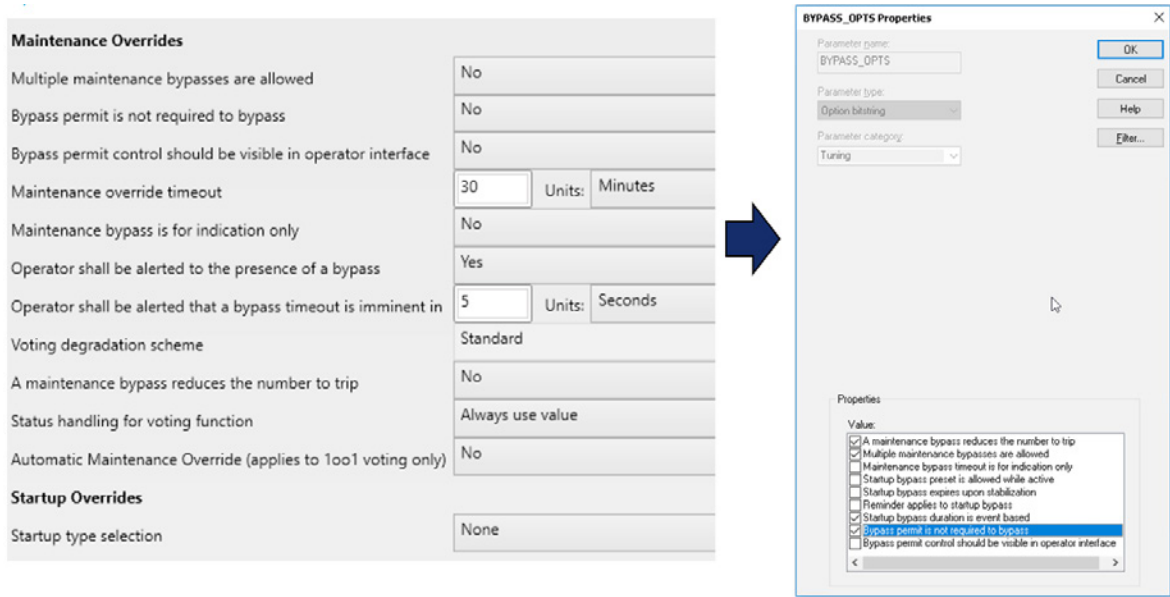 Maintenance Overrides
Multiple maintenance bypasses are allowed No
Bypass permit is not required to bypass No
Bypass permit control should be visible in operator interface No
Maintenance override timeout 30 Units: Minutes
Maintenance bypass is for indication only No
Operator shall be alerted to the presence of a bypass Yes
Operator shall be alerted that a bypass timeout is imminent in 5 Units: Seconds
Voting degradation scheme Standard
A maintenance bypass reduces the number to trip No
Status handling for voting function Always use value
Automatic Maintenance Override (applies to 1oo1 voting only) No
Startup Overrides
Startup type selection None
BYPASS_OPTS Properties
Parameter name:
BYPASS_OPTS
Parameter type:
Option bitstring
Parameter category:
Tuning
OK
Cancel
Help
Filter...
Properties
Value:
A maintenance bypass reduces the number to trip
Multiple maintenance bypasses are allowed
Maintenance bypass timeout is for indication only
Startup bypass preset is allowed while active
Startup bypass expires upon stabilization
Reminder applies to startup bypass
Startup bypass duration is event based
Bypass permit is not required to bypass
Bypass permit control should be visible in operator interface